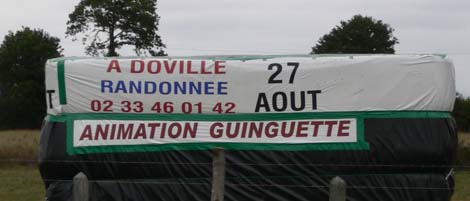 A DOVILLE
RANDONNEE
02 33 46 01 42
27
AOUT
T
ANIMATION GUINGUETTE